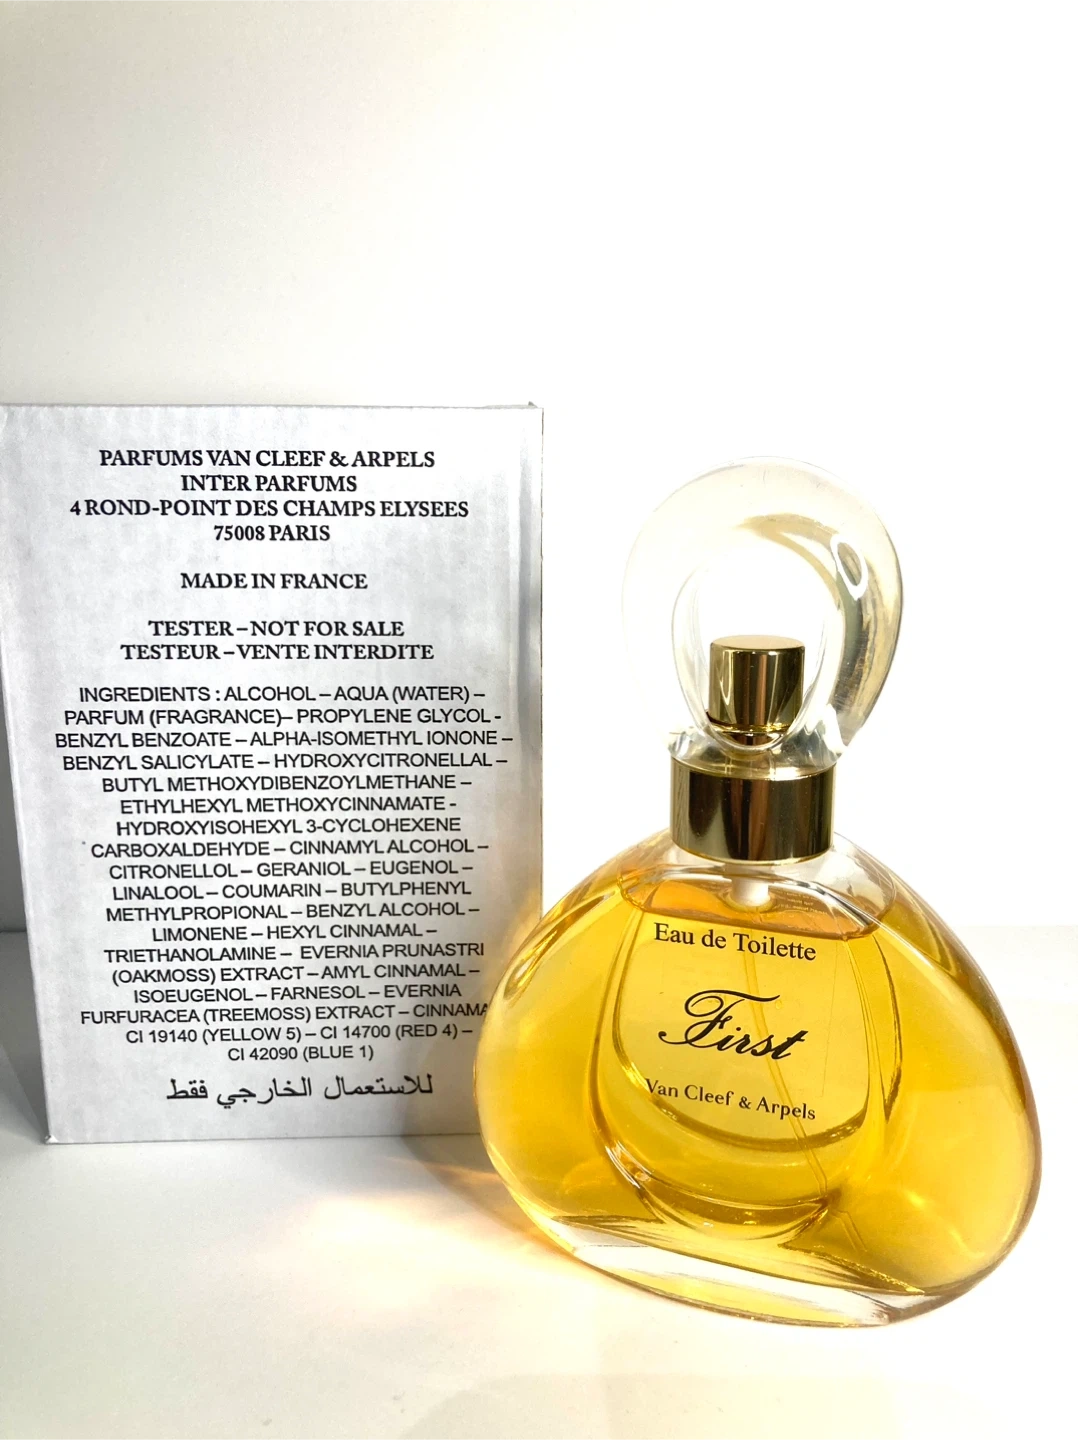 PARFUMS VAN CLEEF & ARPELS
INTER PARFUMS
4 ROND-POINT DES CHAMPS ELYSEES
75008 PARIS
MADE IN FRANCE
TESTER – NOT FOR SALE
TESTEUR – VENTE INTERDITE
INGREDIENTS : ALCOHOL – AQUA (WATER) –
PARFUM (FRAGRANCE)– PROPYLENE GLYCOL -
BENZYL BENZOATE – ALPHA-ISOMETHYL IONONE –
BENZYL SALICYLATE – HYDROXYCITRONELLAL –
BUTYL METHOXYDIBENZOYLMETHANE –
ETHYLHEXYL METHOXYCINNAMATE -
HYDROXYISOHEXYL 3-CYCLOHEXENE
CARBOXALDEHYDE – CINNAMYL ALCOHOL –
CITRONELLOL – GERANIOL – EUGENOL –
LINALOOL – COUMARIN – BUTYLPHENYL
METHYLPROPIONAL – BENZYL ALCOHOL –
LIMONENE – HEXYL CINNAMAL –
TRIETHANOLAMINE – EVERNIA PRUNASTRI
(OAKMOSS) EXTRACT – AMYL CINNAMAL –
ISOEUGENOL – FARNESOL – EVERNIA
FURFURACEA (TREEMOSS) EXTRACT – CINNAMA
CI 19140 (YELLOW 5) – CI 14700 (RED 4) –
CI 42090 (BLUE 1)
للاستعمال الخارجي فقط
Eau de Toilette
First
Van Cleef & Arpels